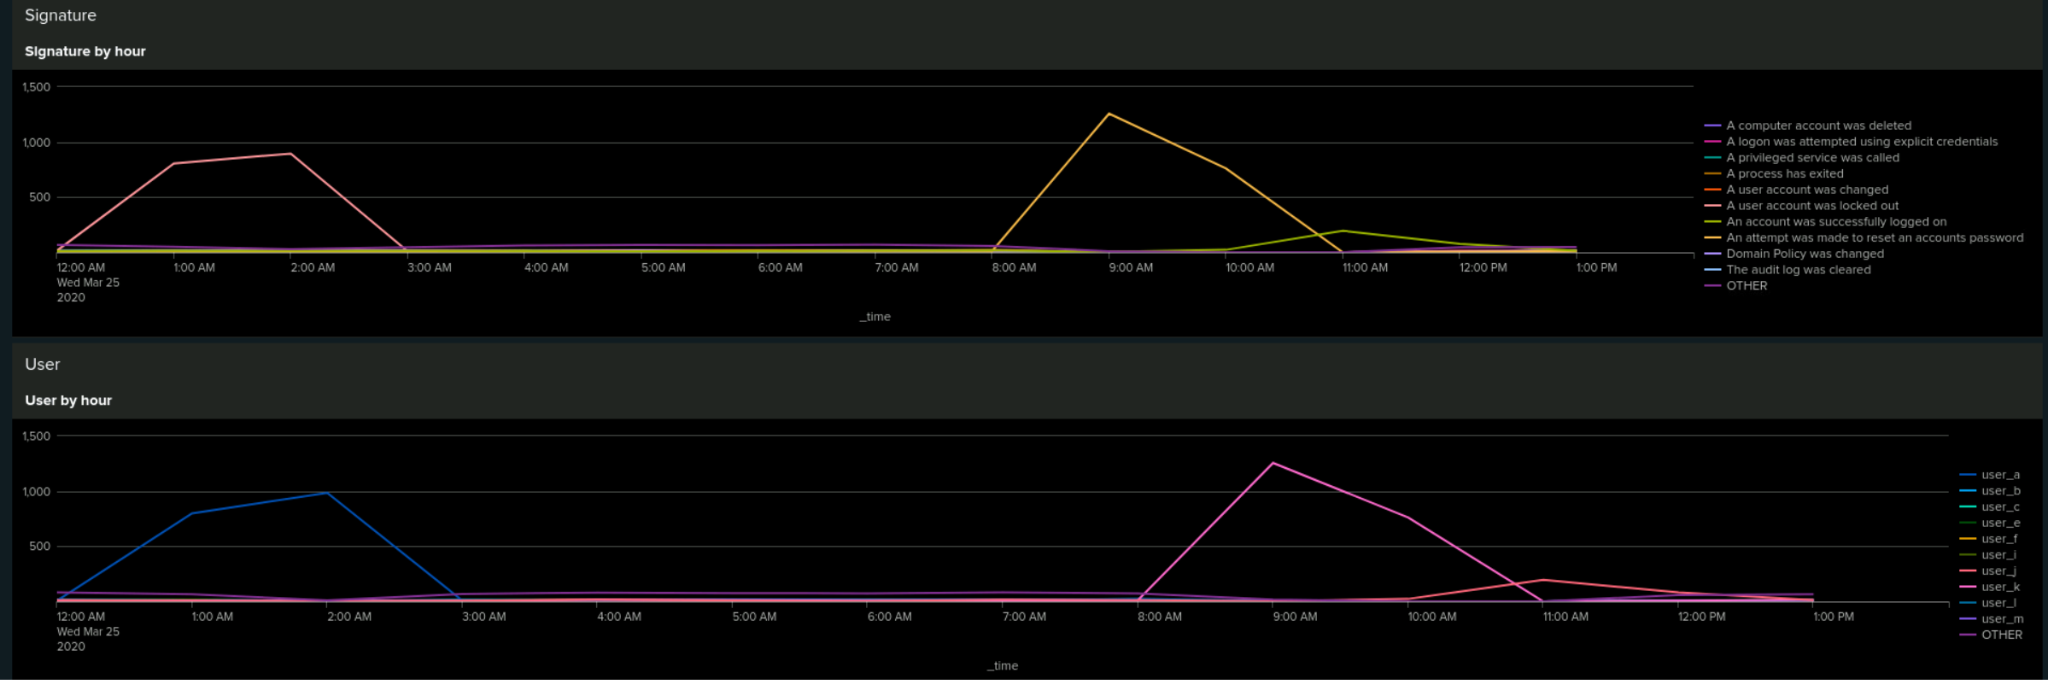 Signature
Signature by hour
1,500
1,000
500
12:00 AM 1:00 AM 2:00 AM 3:00 AM 4:00 AM 5:00 AM 6:00 AM 7:00 AM 8:00 AM 9:00 AM 10:00 AM 11:00 AM 12:00 PM 1:00 PM
Wed Mar 25
2020
_time
A computer account was deleted
A logon was attempted using explicit credentials
A privileged service was called
A process has exited
A user account was changed
A user account was locked out
An account was successfully logged on
An attempt was made to reset an accounts password
Domain Policy was changed
The audit log was cleared
OTHER
User
User by hour
1,500
1,000
500
12:00 AM 1:00 AM 2:00 AM 3:00 AM 4:00 AM 5:00 AM 6:00 AM 7:00 AM 8:00 AM 9:00 AM 10:00 AM 11:00 AM 12:00 PM 1:00 PM
Wed Mar 25
2020
_time
user_a
user_b
user_c
user_e
user_f
user_i
user_j
user_k
user_l
user_m
OTHER